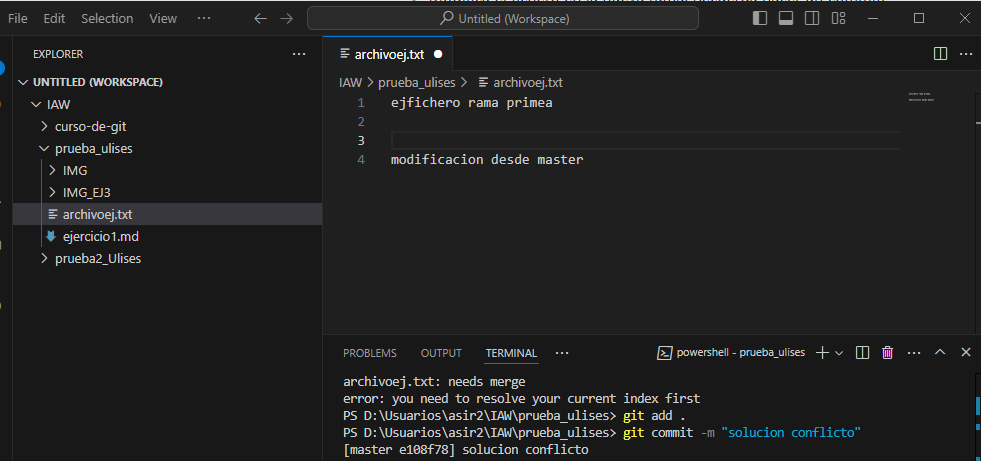 File Edit Selection View ··· Untitled (Workspace)
EXPLORER ···
UNTITLED (WORKSPACE)
IAW
curso-de-git
prueba_ulises
IMG
IMG_EJ3
archivoej.txt
ejercicio1.md
prueba2_Ulises
archivoej.txt
IAW > prueba_ulises > archivoej.txt
1 ejfichero rama primea
2
3
4 modificacion desde master
PROBLEMS OUTPUT TERMINAL ··· powershell - prueba_ulises
archivoej.txt: needs merge
error: you need to resolve your current index first
PS D:\Usuarios\asir2\IAW\prueba_ulises> git add .
PS D:\Usuarios\asir2\IAW\prueba_ulises> git commit -m "solucion conflicto"
[master e108f78] solucion conflicto